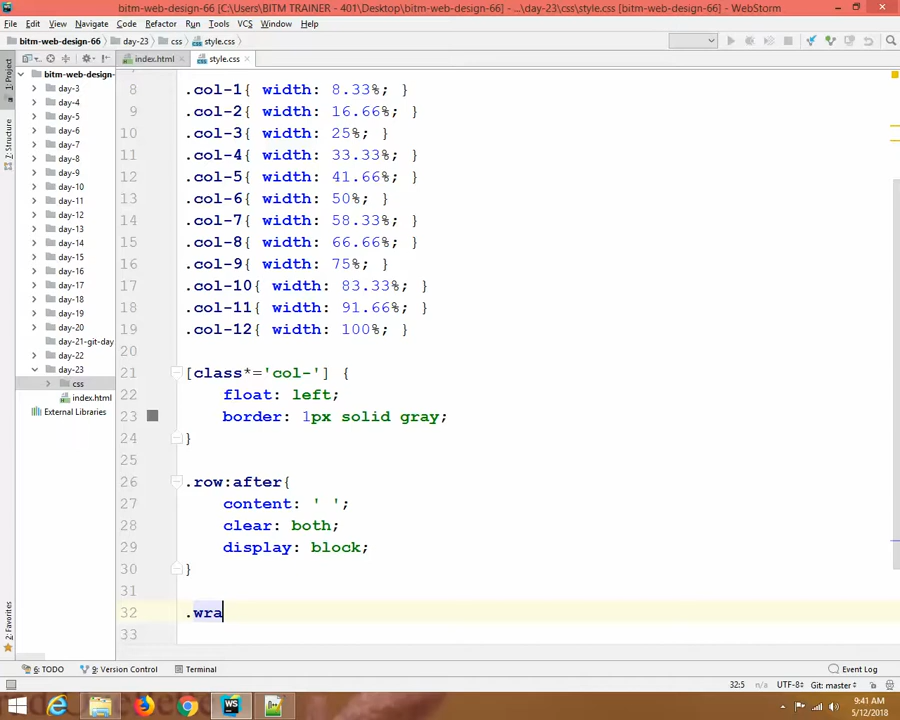 bitm-web-design-66 [C:\Users\BITM TRAINER - 401\Desktop\bitm-web-design-66] - ...\day-23\css\style.css [bitm-web-design-66] - WebStorm
File Edit View Navigate Code Refactor Run Tools VCS Window Help
bitm-web-design-66 day-23 css style.css
1: Project
7: Structure
2: Favorites
index.html style.css
bitm-web-design-
day-3
day-4
day-5
day-6
day-7
day-8
day-9
day-10
day-11
day-12
day-13
day-14
day-15
day-16
day-17
day-18
day-19
day-20
day-21-git-day
day-22
day-23
css
index.html
External Libraries
8 .col-1{ width: 8.33%; }
9 .col-2{ width: 16.66%; }
10 .col-3{ width: 25%; }
11 .col-4{ width: 33.33%; }
12 .col-5{ width: 41.66%; }
13 .col-6{ width: 50%; }
14 .col-7{ width: 58.33%; }
15 .col-8{ width: 66.66%; }
16 .col-9{ width: 75%; }
17 .col-10{ width: 83.33%; }
18 .col-11{ width: 91.66%; }
19 .col-12{ width: 100%; }
20
21 [class*='col-'] {
22 float: left;
23 border: 1px solid gray;
24 }
25
26 .row:after{
27 content: ' ';
28 clear: both;
29 display: block;
30 }
31
32 .wra
33
6: TODO 9: Version Control Terminal Event Log
32:5 n/a UTF-8 Git: master
9:41 AM
5/12/2018